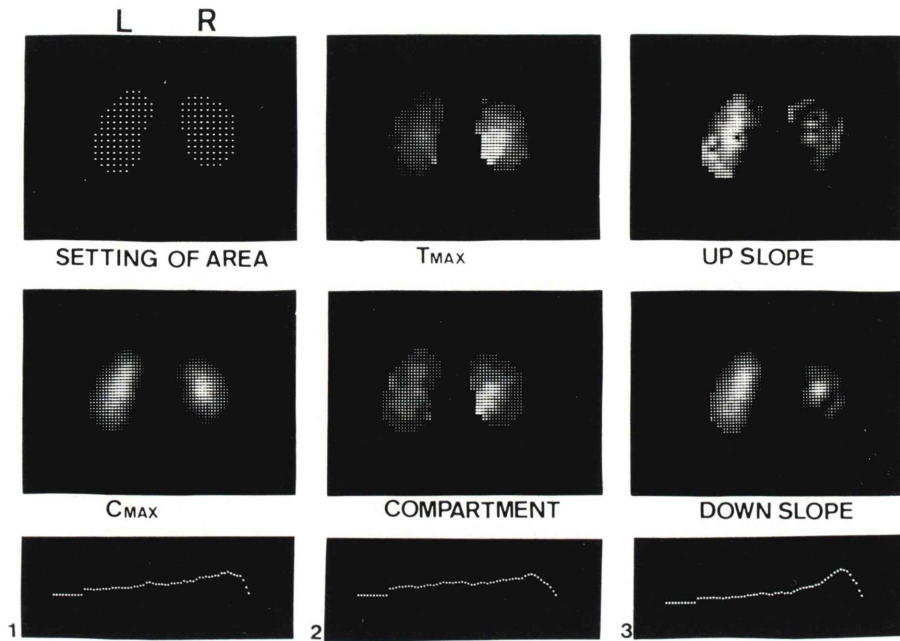 L R
SETTING OF AREA TMAX UP SLOPE
CMAX COMPARTMENT DOWN SLOPE
1 2 3